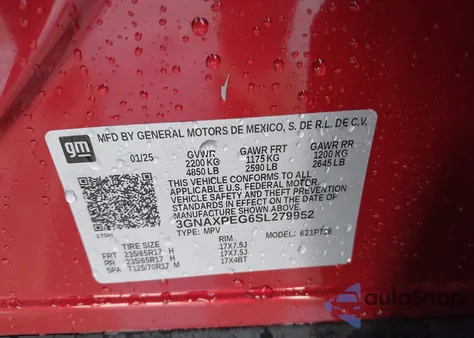 gm
MFD BY GENERAL MOTORS DE MEXICO, S. DE R.L. DE C.V.
01/25 GVWR GAWR FRT GAWR RR
2200 KG 1175 KG 1200 KG
4850 LB 2590 LB 2645 LB
THIS VEHICLE CONFORMS TO ALL
APPLICABLE U.S. FEDERAL MOTOR
VEHICLE SAFETY AND THEFT PREVENTION
STANDARDS IN EFFECT ON THE DATE OF
MANUFACTURE SHOWN ABOVE.
3GNAXPEG6SL279952
TYPE: MPV MODEL:
TIRE SIZE RIM
FRT 235/65R17 H 17X7.5J
RR 235/65R17 H 17X7.5J
SPA T125/70R17 M 17X4BT
autoSnap